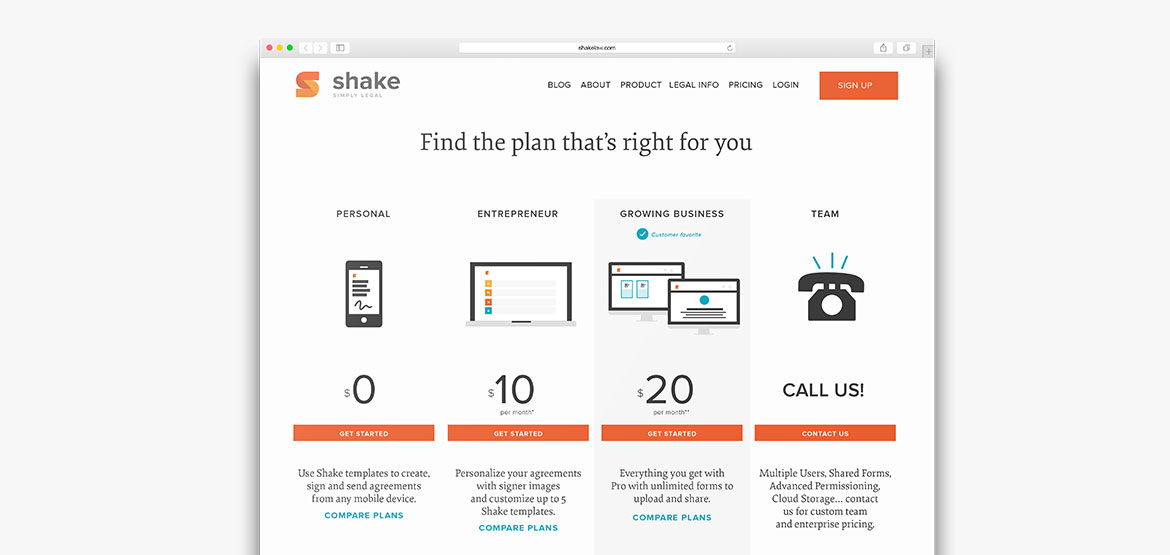 shakelaw.com
shake
SIMPLY LEGAL
BLOG ABOUT PRODUCT LEGAL INFO PRICING LOGIN SIGN UP
Find the plan that's right for you
PERSONAL
$0
GET STARTED
Use Shake templates to create,
sign and send agreements
from any mobile device.
COMPARE PLANS
ENTREPRENEUR
$10
per month*
GET STARTED
Personalize your agreements
with signer images
and customize up to 5
Shake templates.
COMPARE PLANS
GROWING BUSINESS
Customer favorite
$20
per month**
GET STARTED
Everything you get with
Pro with unlimited forms to
upload and share.
COMPARE PLANS
TEAM
CALL US!
CONTACT US
Multiple Users, Shared Forms,
Advanced Permissioning,
Cloud Storage... contact
us for custom team
and enterprise pricing.